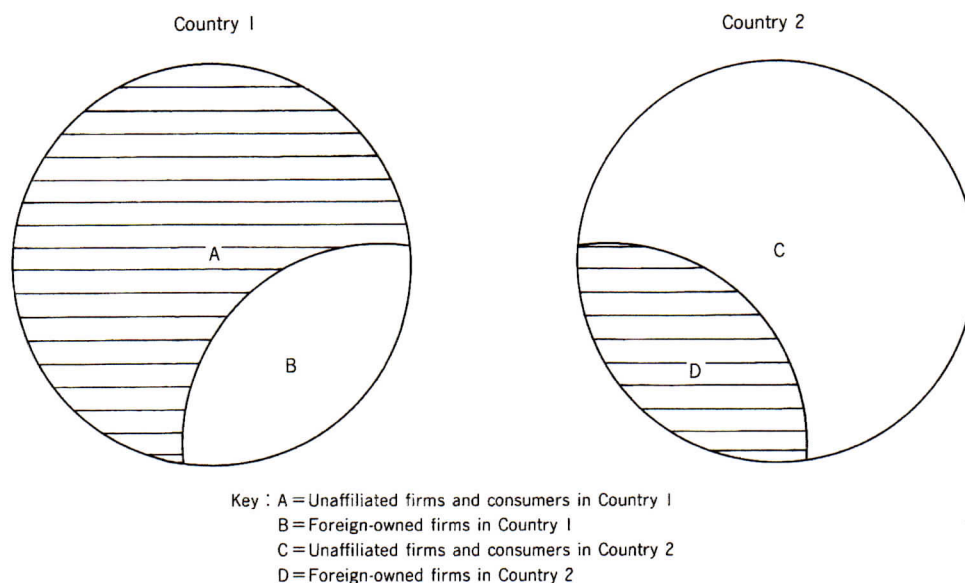 Country 1
Country 2
A
C
B
D
Key : A = Unaffiliated firms and consumers in Country 1
B = Foreign-owned firms in Country 1
C = Unaffiliated firms and consumers in Country 2
D = Foreign-owned firms in Country 2